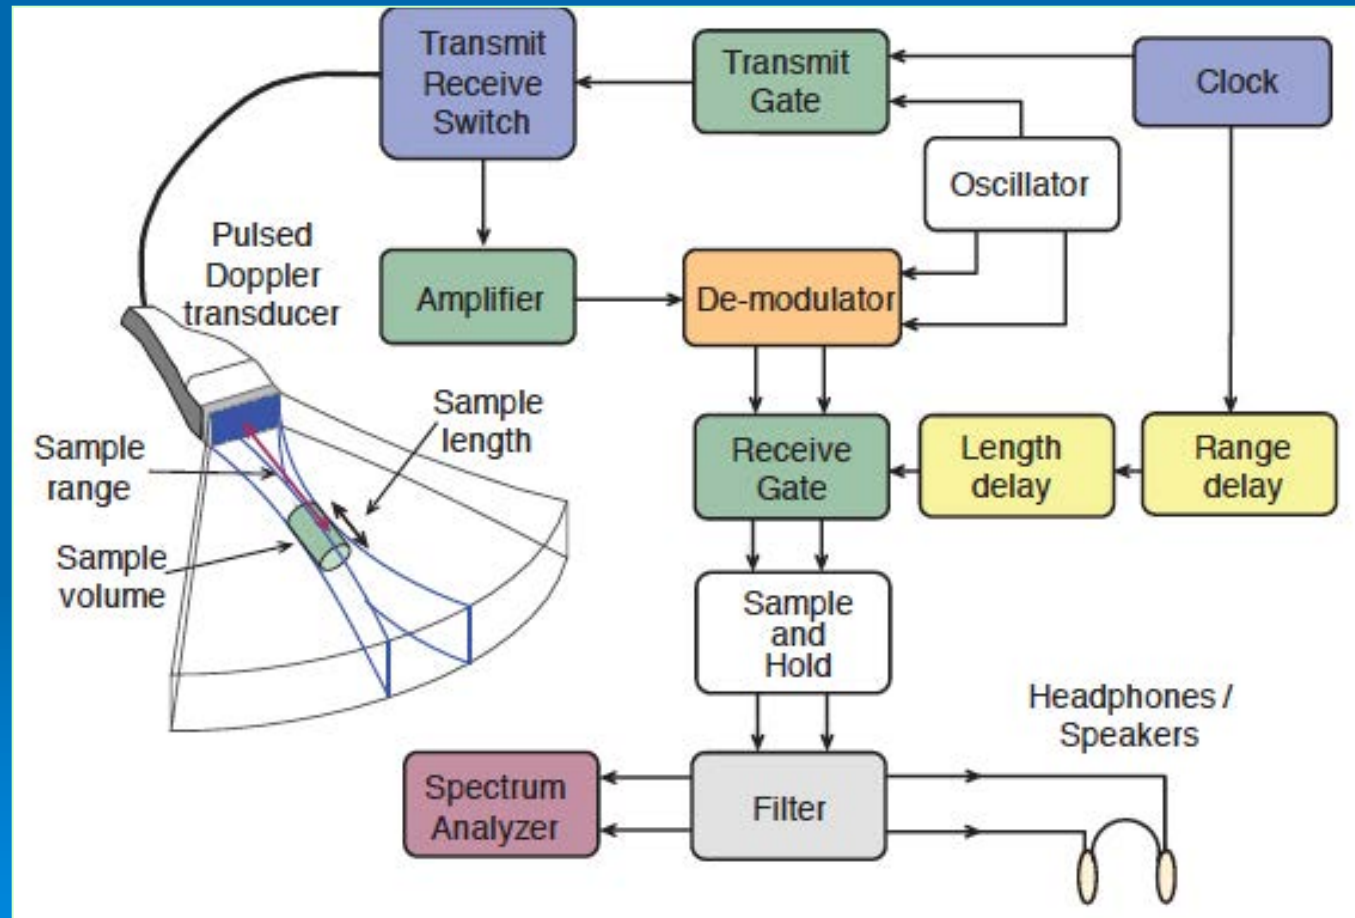 Transmit
Receive
Switch
Transmit
Gate
Clock
Oscillator
Pulsed
Doppler
transducer
Amplifier
De-modulator
Sample
length
Sample
range
Receive
Gate
Length
delay
Range
delay
Sample
volume
Sample
and
Hold
Headphones /
Speakers
Spectrum
Analyzer
Filter